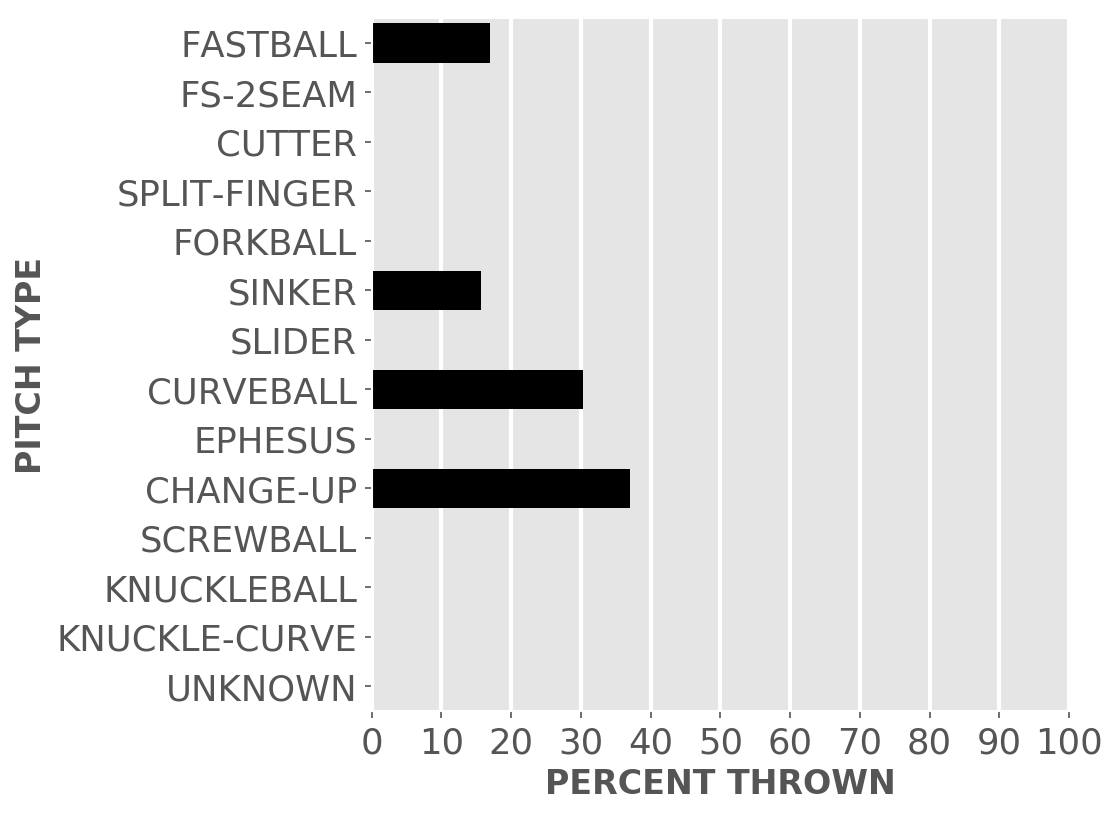 FASTBALL
FS-2SEAM
CUTTER
SPLIT-FINGER
FORKBALL
SINKER
SLIDER
CURVEBALL
EPHESUS
CHANGE-UP
SCREWBALL
KNUCKLEBALL
KNUCKLE-CURVE
UNKNOWN
PITCH TYPE
0 10 20 30 40 50 60 70 80 90 100
PERCENT THROWN